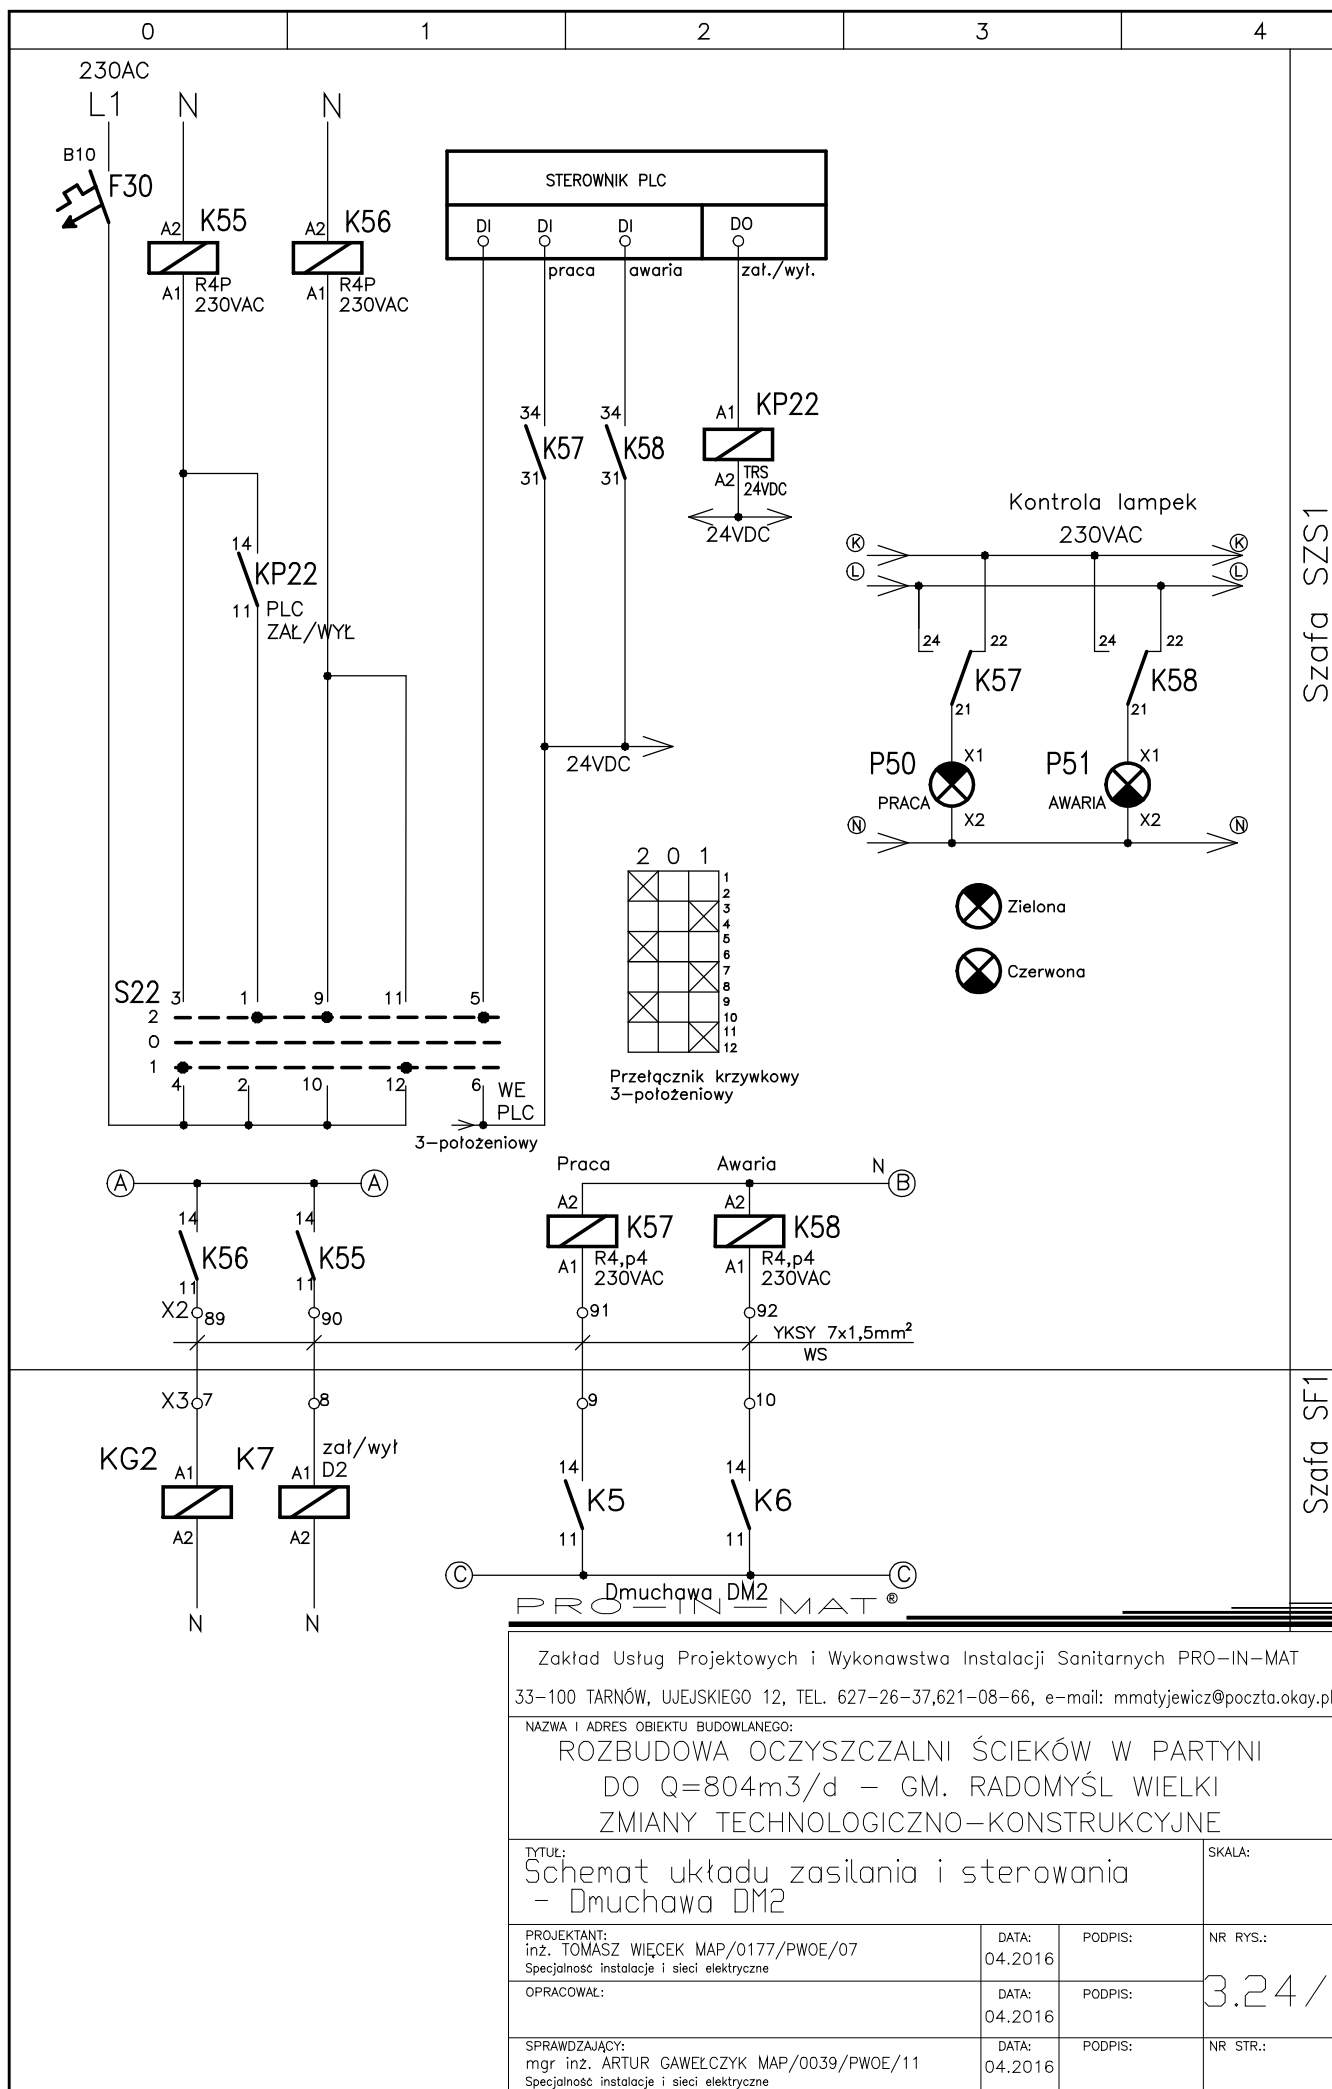 0 1 2 3 4
230AC
L1 N N
B10
F30
A2 K55
A1 R4P
230VAC
A2 K56
A1 R4P
230VAC
STEROWNIK PLC
DI DI DI DO
praca awaria zał./wył.
34 K57
31
34 K58
31
A1 KP22
A2 TRS
24VDC
24VDC
14
KP22
11 PLC
ZAŁ/WYŁ
24VDC
Kontrola lampek
230VAC
K K
L L
24 22 24 22
K57 K58
21 21
P50 X1 P51 X1
PRACA AWARIA
X2 X2
N N
Zielona
Czerwona
Szafa SZS1
2 0 1
1
2
3
4
5
6
7
8
9
10
11
12
Przełącznik krzywkowy
3-położeniowy
S22 3 1 9 11 5
2
0
1
4 2 10 12 6 WE
PLC
3-położeniowy
A A
Praca Awaria N B
14 14
K56 K55
11 11
A2 K57 A2 K58
A1 R4,p4 A1 R4,p4
230VAC 230VAC
X2 89 90 91 92
YKSY 7x1,5mm²
WS
X3 7 8 9 10
Szafa SF1
KG2 A1 K7 A1 zał/wył
D2
A2 A2
N N
14 K5 14 K6
11 11
C C
Dmuchawa DM2
PRO-IN-MAT ®
Zakład Usług Projektowych i Wykonawstwa Instalacji Sanitarnych PRO-IN-MAT
33-100 TARNÓW, UJEJSKIEGO 12, TEL. 627-26-37,621-08-66, e-mail: mmatyjewicz@poczta.okay.pl
NAZWA I ADRES OBIEKTU BUDOWLANEGO:
ROZBUDOWA OCZYSZCZALNI ŚCIEKÓW W PARTYNI
DO Q=804m3/d - GM. RADOMYŚL WIELKI
ZMIANY TECHNOLOGICZNO-KONSTRUKCYJNE
TYTUŁ: SKALA:
Schemat układu zasilania i sterowania
- Dmuchawa DM2
PROJEKTANT: DATA: PODPIS: NR RYS.:
inż. TOMASZ WIĘCEK MAP/0177/PWOE/07 04.2016
Specjalność instalacje i sieci elektryczne
OPRACOWAŁ: DATA: PODPIS: 3.24/
04.2016
SPRAWDZAJĄCY: DATA: PODPIS: NR STR.:
mgr inż. ARTUR GAWEŁCZYK MAP/0039/PWOE/11 04.2016
Specjalność instalacje i sieci elektryczne